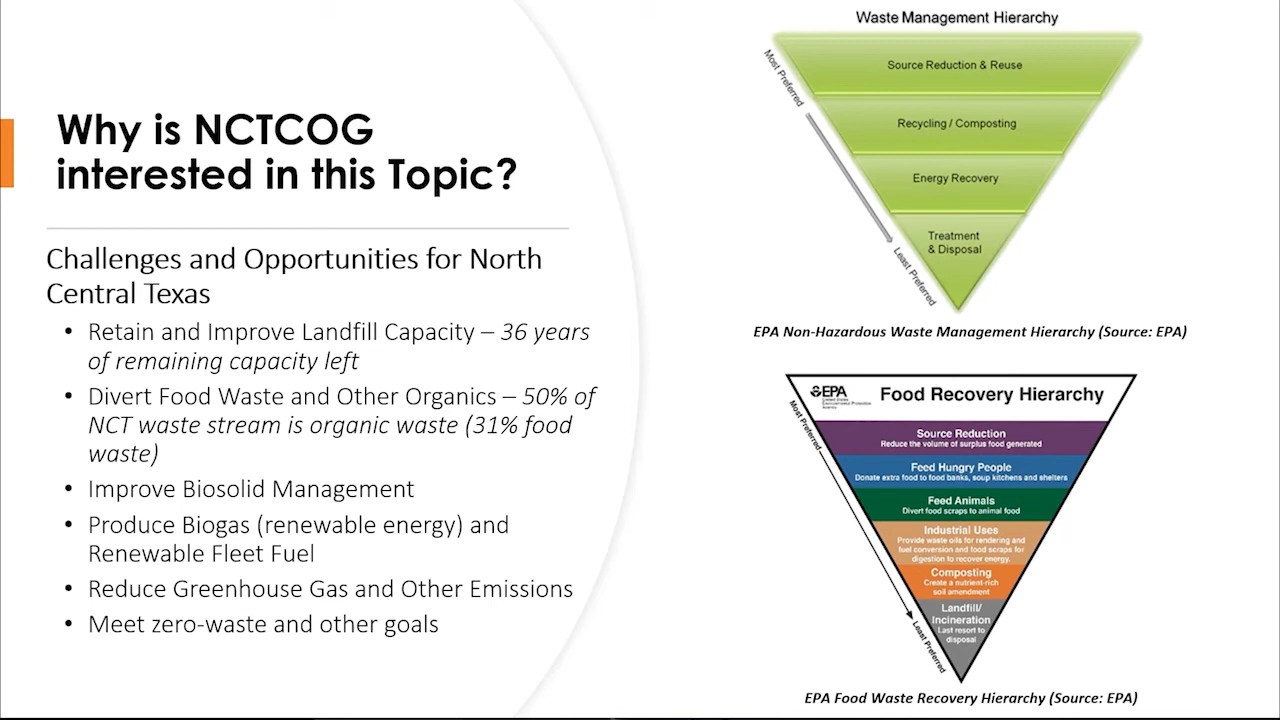 Why is NCTCOG
interested in this Topic?
Challenges and Opportunities for North
Central Texas
• Retain and Improve Landfill Capacity – 36 years
of remaining capacity left
• Divert Food Waste and Other Organics – 50% of
NCT waste stream is organic waste (31% food
waste)
• Improve Biosolid Management
• Produce Biogas (renewable energy) and
Renewable Fleet Fuel
• Reduce Greenhouse Gas and Other Emissions
• Meet zero-waste and other goals
Waste Management Hierarchy
Most Preferred
Source Reduction & Reuse
Recycling / Composting
Energy Recovery
Treatment
& Disposal
Least Preferred
EPA Non-Hazardous Waste Management Hierarchy (Source: EPA)
EPA
United States
Environmental Protection
Agency
Food Recovery Hierarchy
Most Preferred
Source Reduction
Reduce the volume of surplus food generated
Feed Hungry People
Donate extra food to food banks, soup kitchens and shelters
Feed Animals
Divert food scraps to animal food
Industrial Uses
Provide waste oils for rendering and
fuel conversion and food scraps for
digestion to recover energy.
Composting
Create a nutrient-rich
soil amendment
Landfill/
Incineration
Last resort to
disposal
Least Preferred
EPA Food Waste Recovery Hierarchy (Source: EPA)